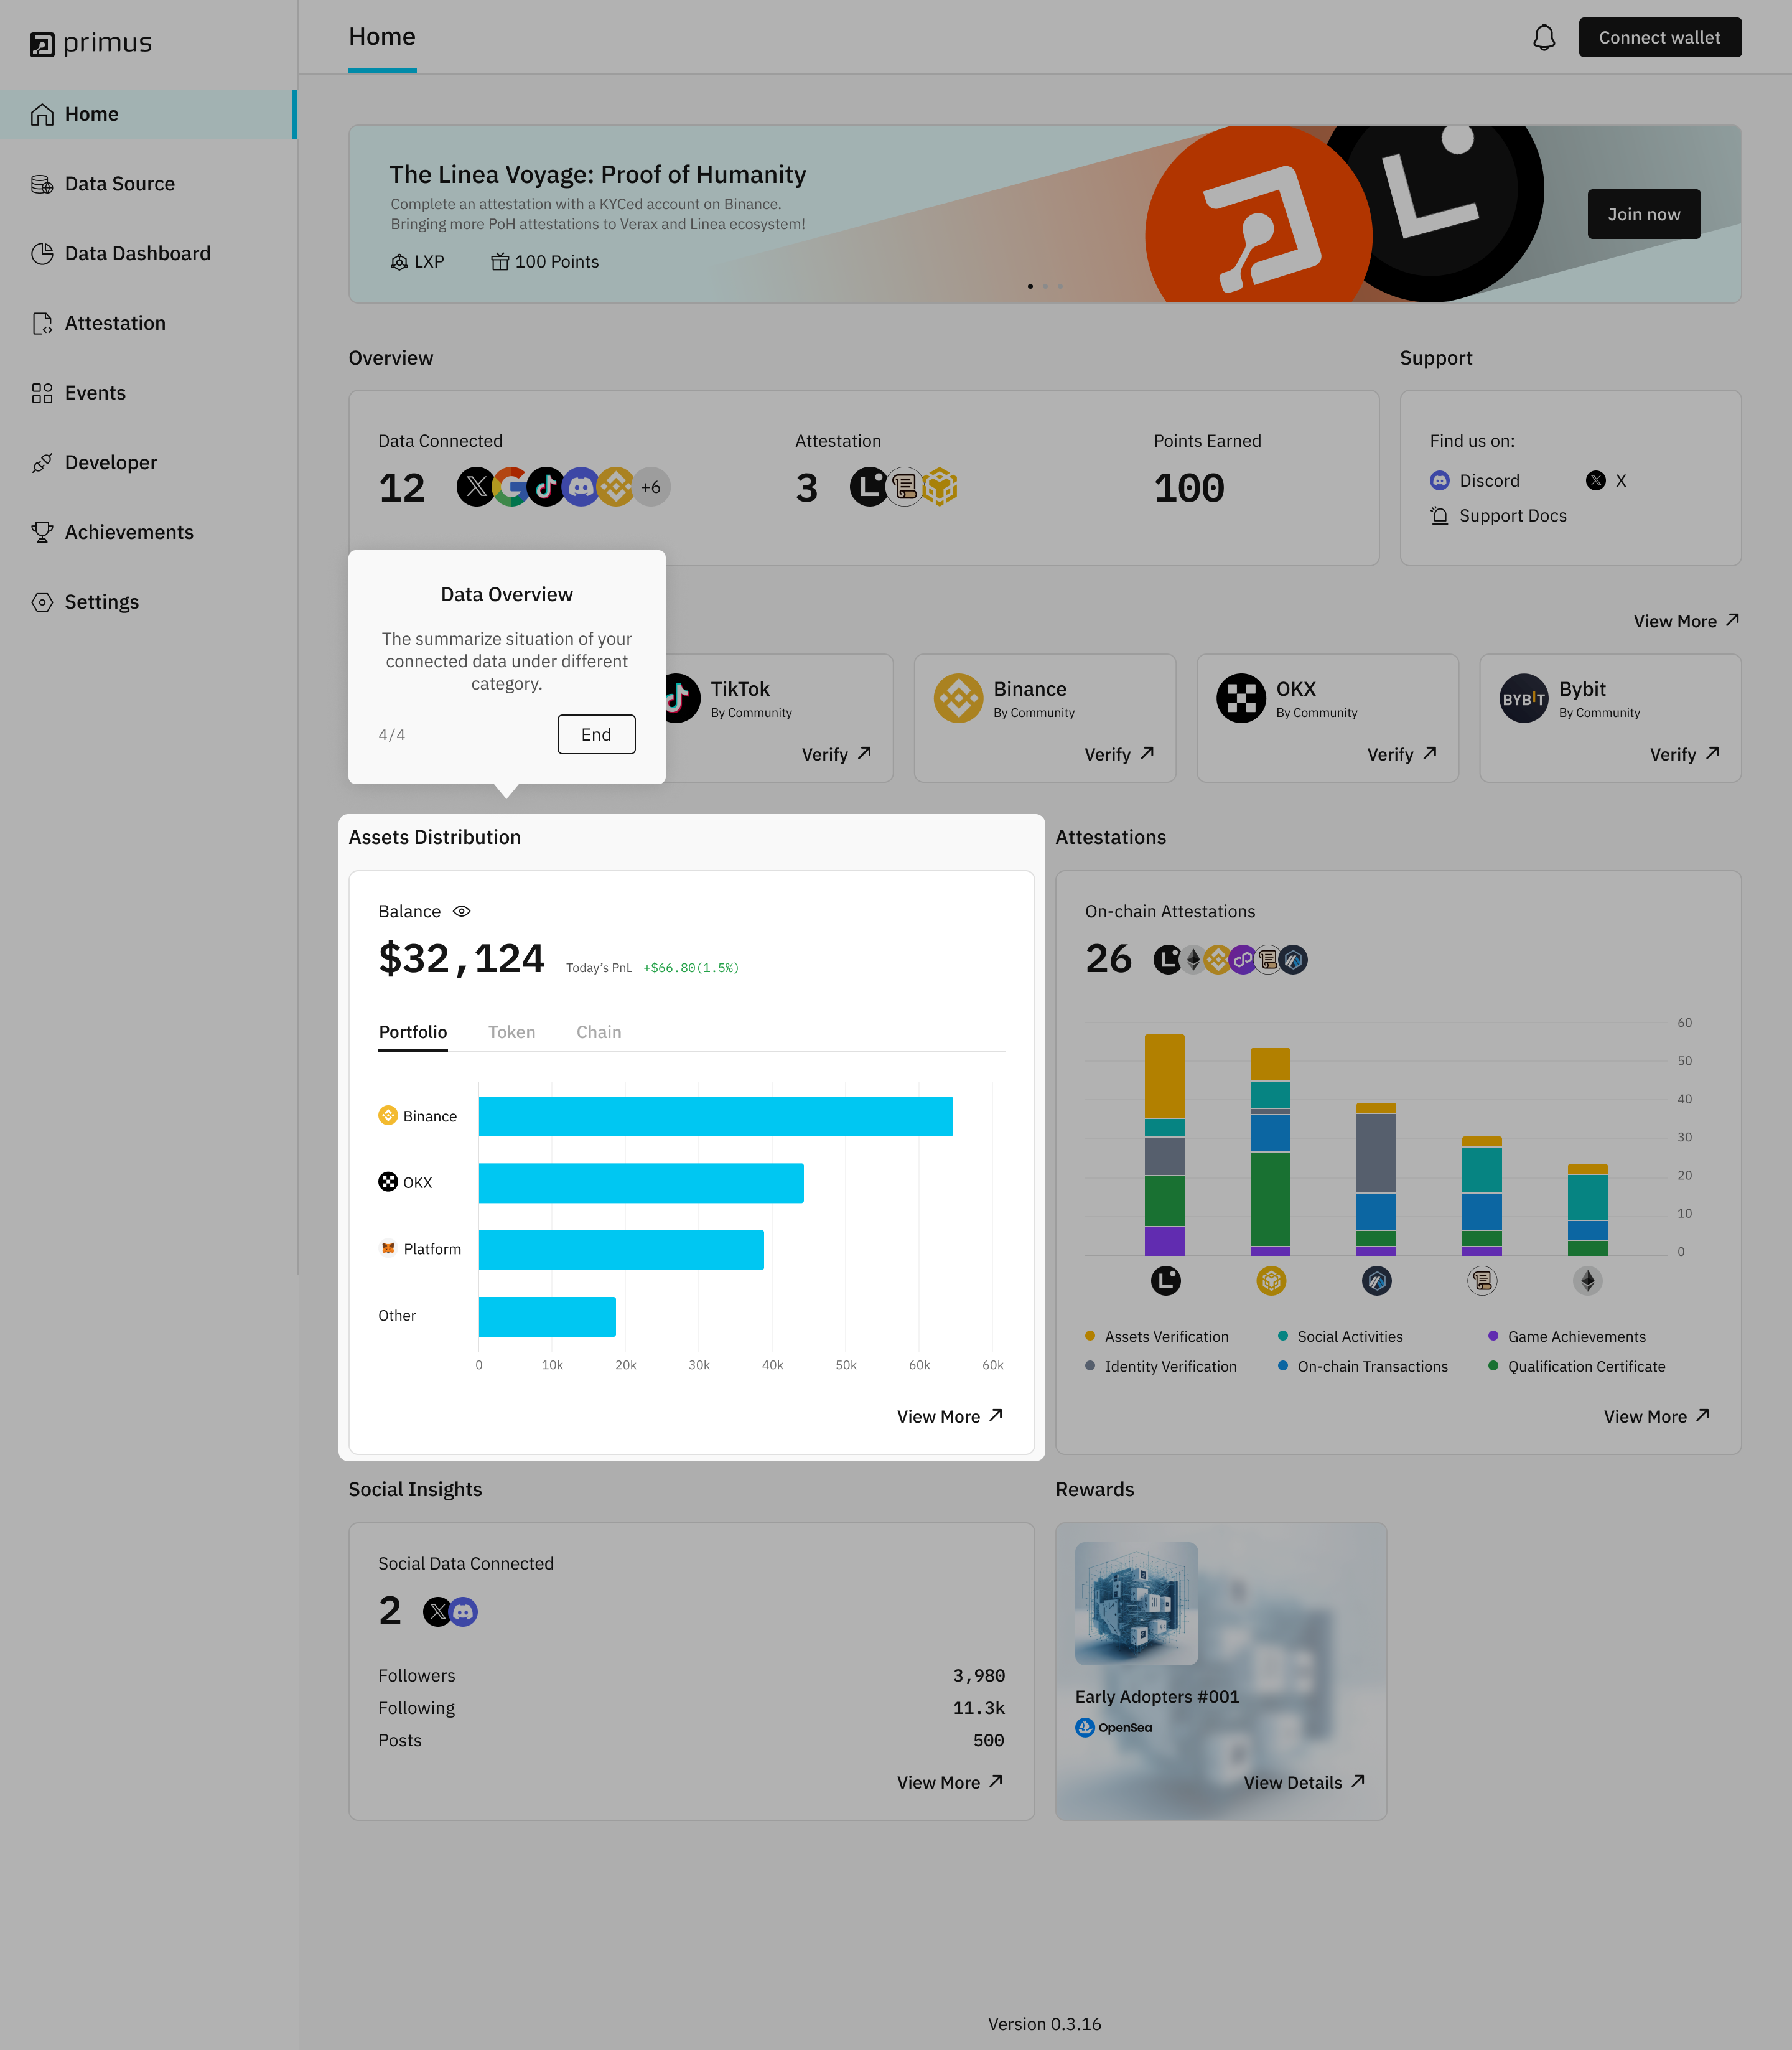 primus
Home
Data Source
Data Dashboard
Attestation
Events
Developer
Achievements
Settings
Home
Connect wallet
The Linea Voyage: Proof of Humanity
Complete an attestation with a KYCed account on Binance.
Bringing more PoH attestations to Verax and Linea ecosystem!
LXP
100 Points
Join now
Overview
Data Connected
12
+6
Attestation
3
Points Earned
100
Support
Find us on:
Discord
X
Support Docs
Data Overview
The summarize situation of your
connected data under different
category.
4/4
End
View More
TikTok
By Community
Verify
Binance
By Community
Verify
OKX
By Community
Verify
BYBIT
Bybit
By Community
Verify
Assets Distribution
Balance
$32,124
Today's PnL +$66.80(1.5%)
Portfolio
Token
Chain
Binance
OKX
Platform
Other
0 10k 20k 30k 40k 50k 60k 60k
View More
Attestations
On-chain Attestations
26
60
50
40
30
20
10
0
Assets Verification
Social Activities
Game Achievements
Identity Verification
On-chain Transactions
Qualification Certificate
View More
Social Insights
Social Data Connected
2
Followers 3,980
Following 11.3k
Posts 500
View More
Rewards
Early Adopters #001
OpenSea
View Details
Version 0.3.16